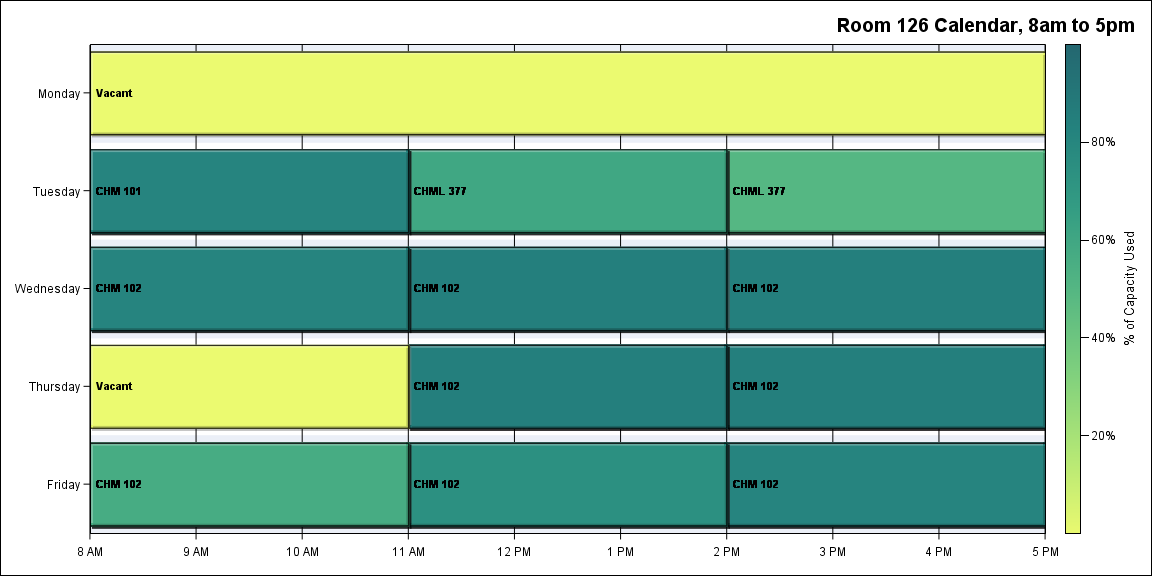 Room 126 Calendar, 8am to 5pm
Monday
Vacant
Tuesday
CHM 101
CHML 377
CHML 377
Wednesday
CHM 102
CHM 102
CHM 102
Thursday
Vacant
CHM 102
CHM 102
Friday
CHM 102
CHM 102
CHM 102
8 AM
9 AM
10 AM
11 AM
12 PM
1 PM
2 PM
3 PM
4 PM
5 PM
80%
60%
40%
20%
% of Capacity Used